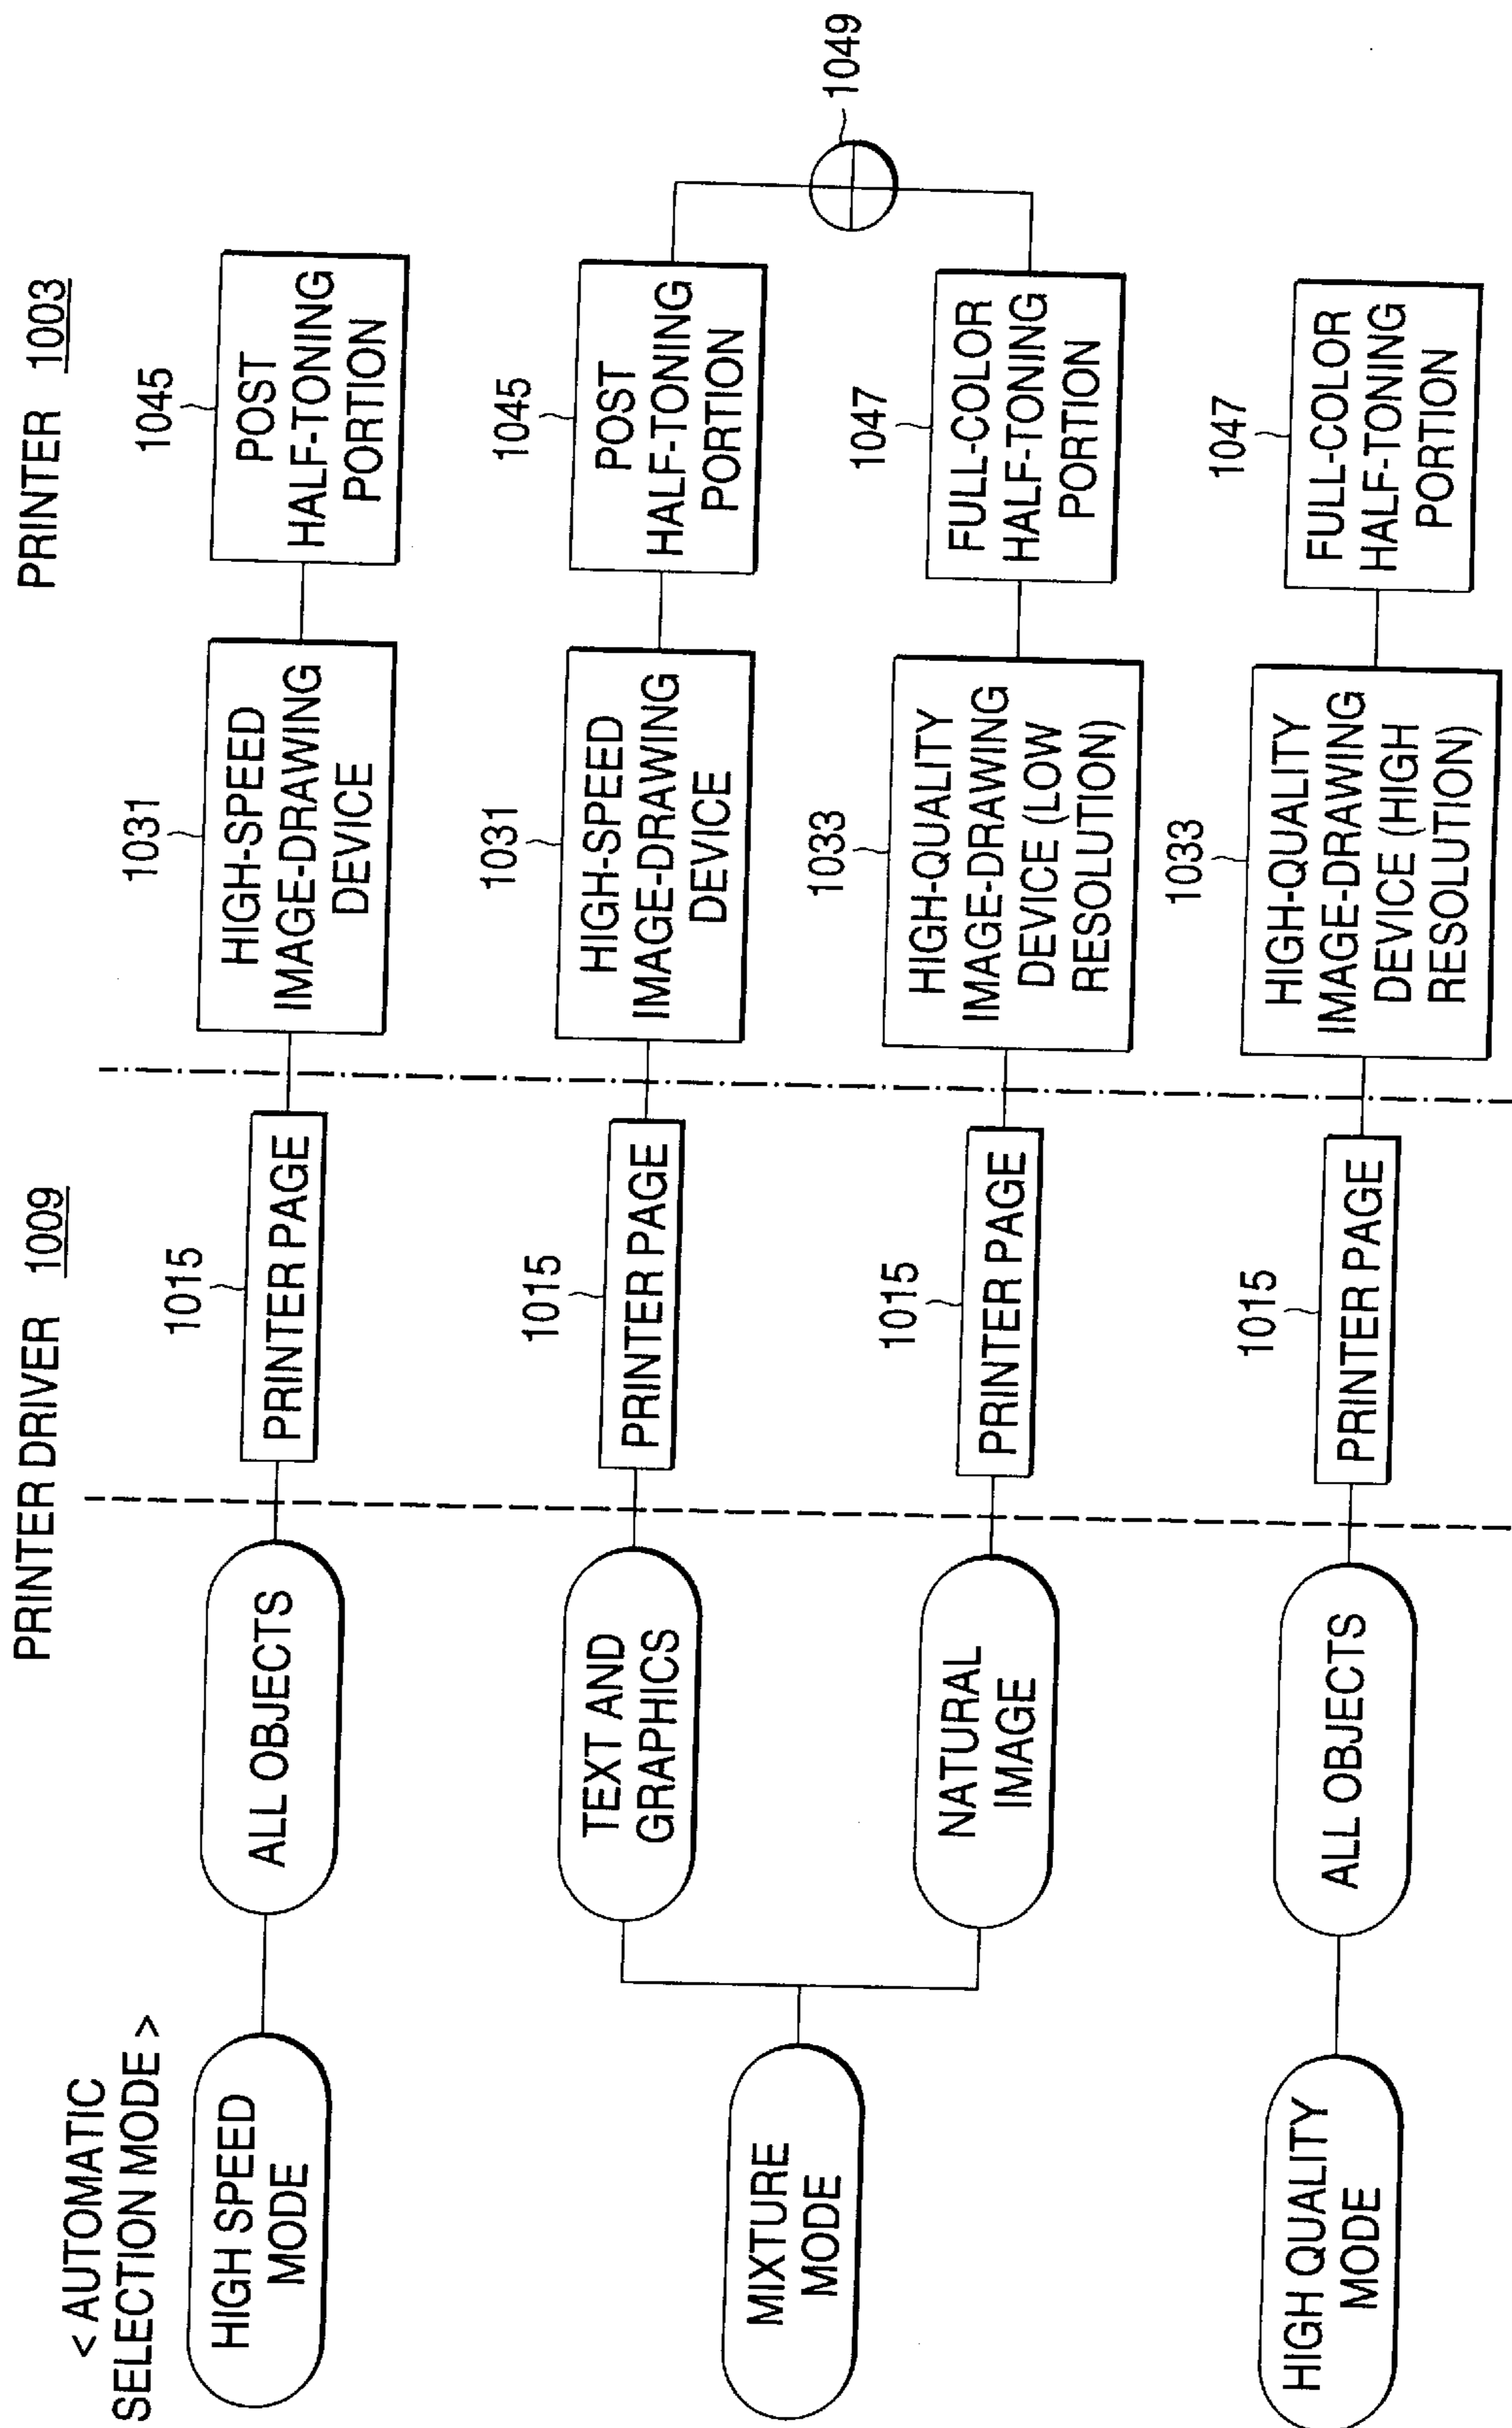 PRINTER DRIVER 1009
PRINTER 1003
< AUTOMATIC
SELECTION MODE >
HIGH SPEED
MODE
ALL OBJECTS
1015
PRINTER PAGE
1031
HIGH-SPEED
IMAGE-DRAWING
DEVICE
1045
POST
HALF-TONING
PORTION
MIXTURE
MODE
TEXT AND
GRAPHICS
1015
PRINTER PAGE
1031
HIGH-SPEED
IMAGE-DRAWING
DEVICE
1045
POST
HALF-TONING
PORTION
1049
NATURAL
IMAGE
1015
PRINTER PAGE
1033
HIGH-QUALITY
IMAGE-DRAWING
DEVICE (LOW
RESOLUTION)
1047
FULL-COLOR
HALF-TONING
PORTION
HIGH QUALITY
MODE
ALL OBJECTS
1015
PRINTER PAGE
1033
HIGH-QUALITY
IMAGE-DRAWING
DEVICE (HIGH
RESOLUTION)
1047
FULL-COLOR
HALF-TONING
PORTION